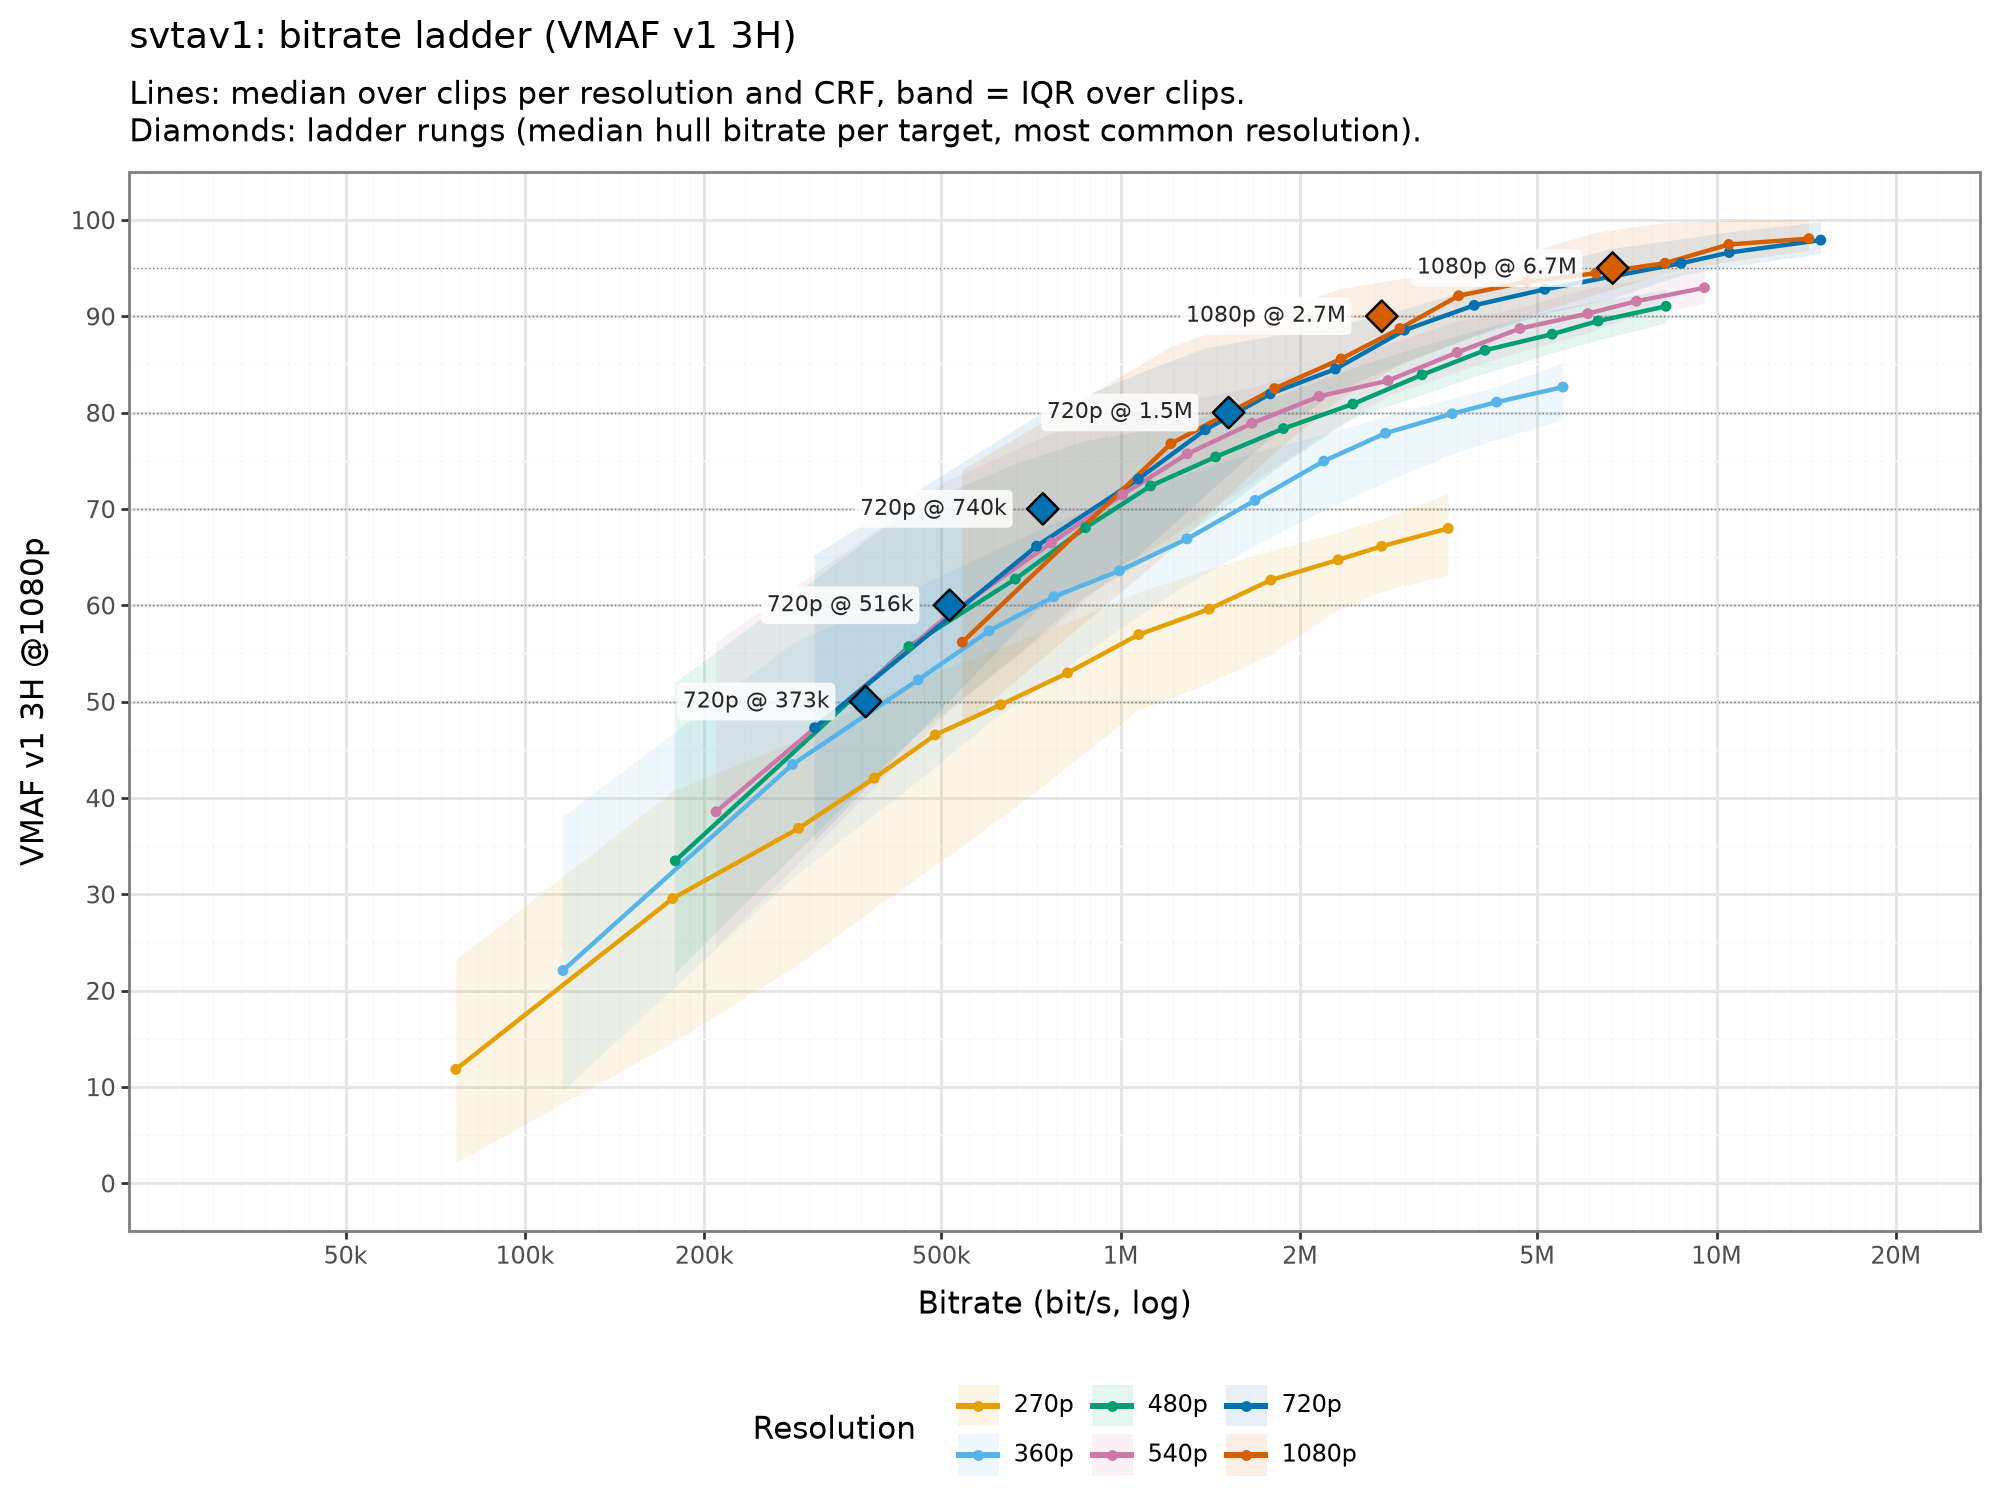 svtav1: bitrate ladder (VMAF v1 3H)
Lines: median over clips per resolution and CRF, band = IQR over clips.
Diamonds: ladder rungs (median hull bitrate per target, most common resolution).
VMAF v1 3H @1080p
100
90
80
70
60
50
40
30
20
10
0
1080p @ 6.7M
1080p @ 2.7M
720p @ 1.5M
720p @ 740k
720p @ 516k
720p @ 373k
50k 100k 200k 500k 1M 2M 5M 10M 20M
Bitrate (bit/s, log)
Resolution
270p 480p 720p
360p 540p 1080p